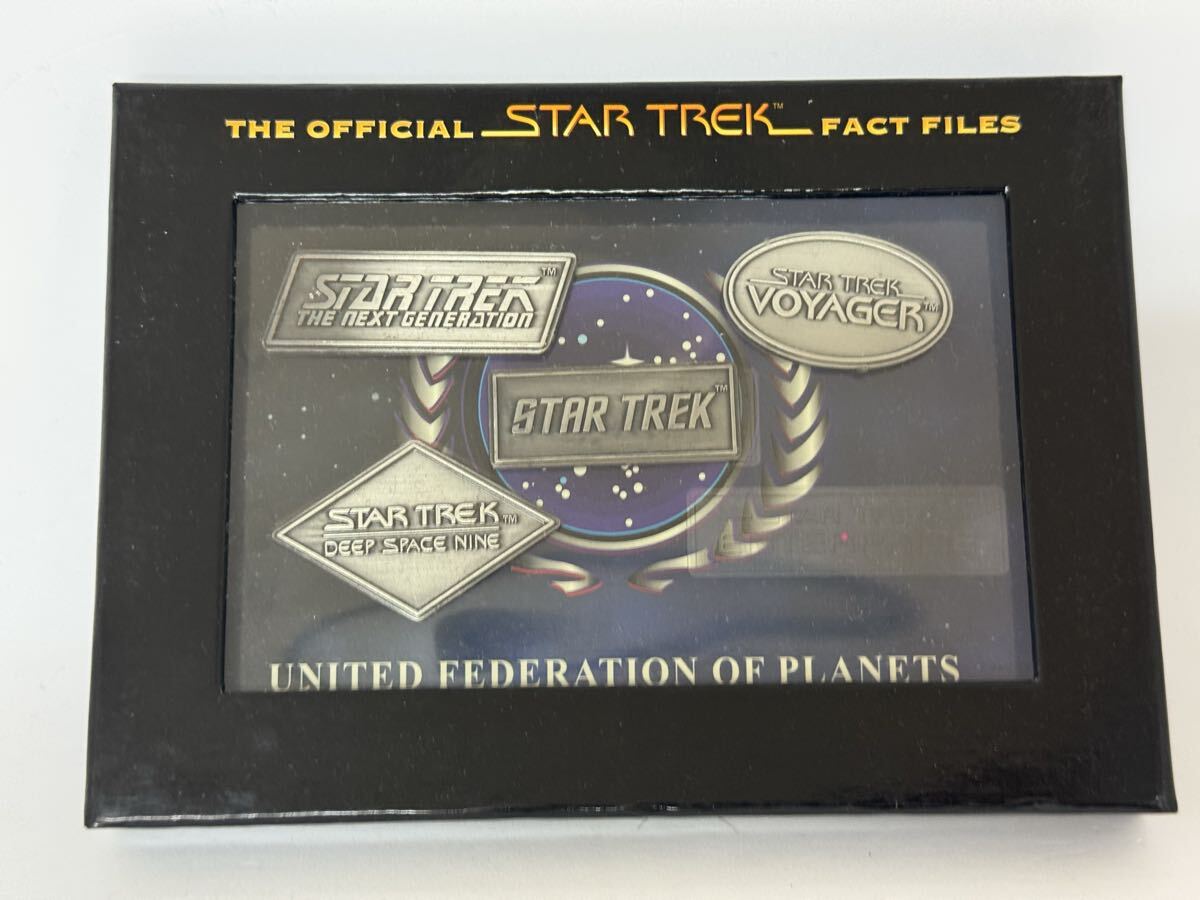 THE OFFICIAL STAR TREK™ FACT FILES
STAR TREK™
THE NEXT GENERATION
STAR TREK
VOYAGER™
STAR TREK™
STAR TREK™
DEEP SPACE NINE
UNITED FEDERATION OF PLANETS